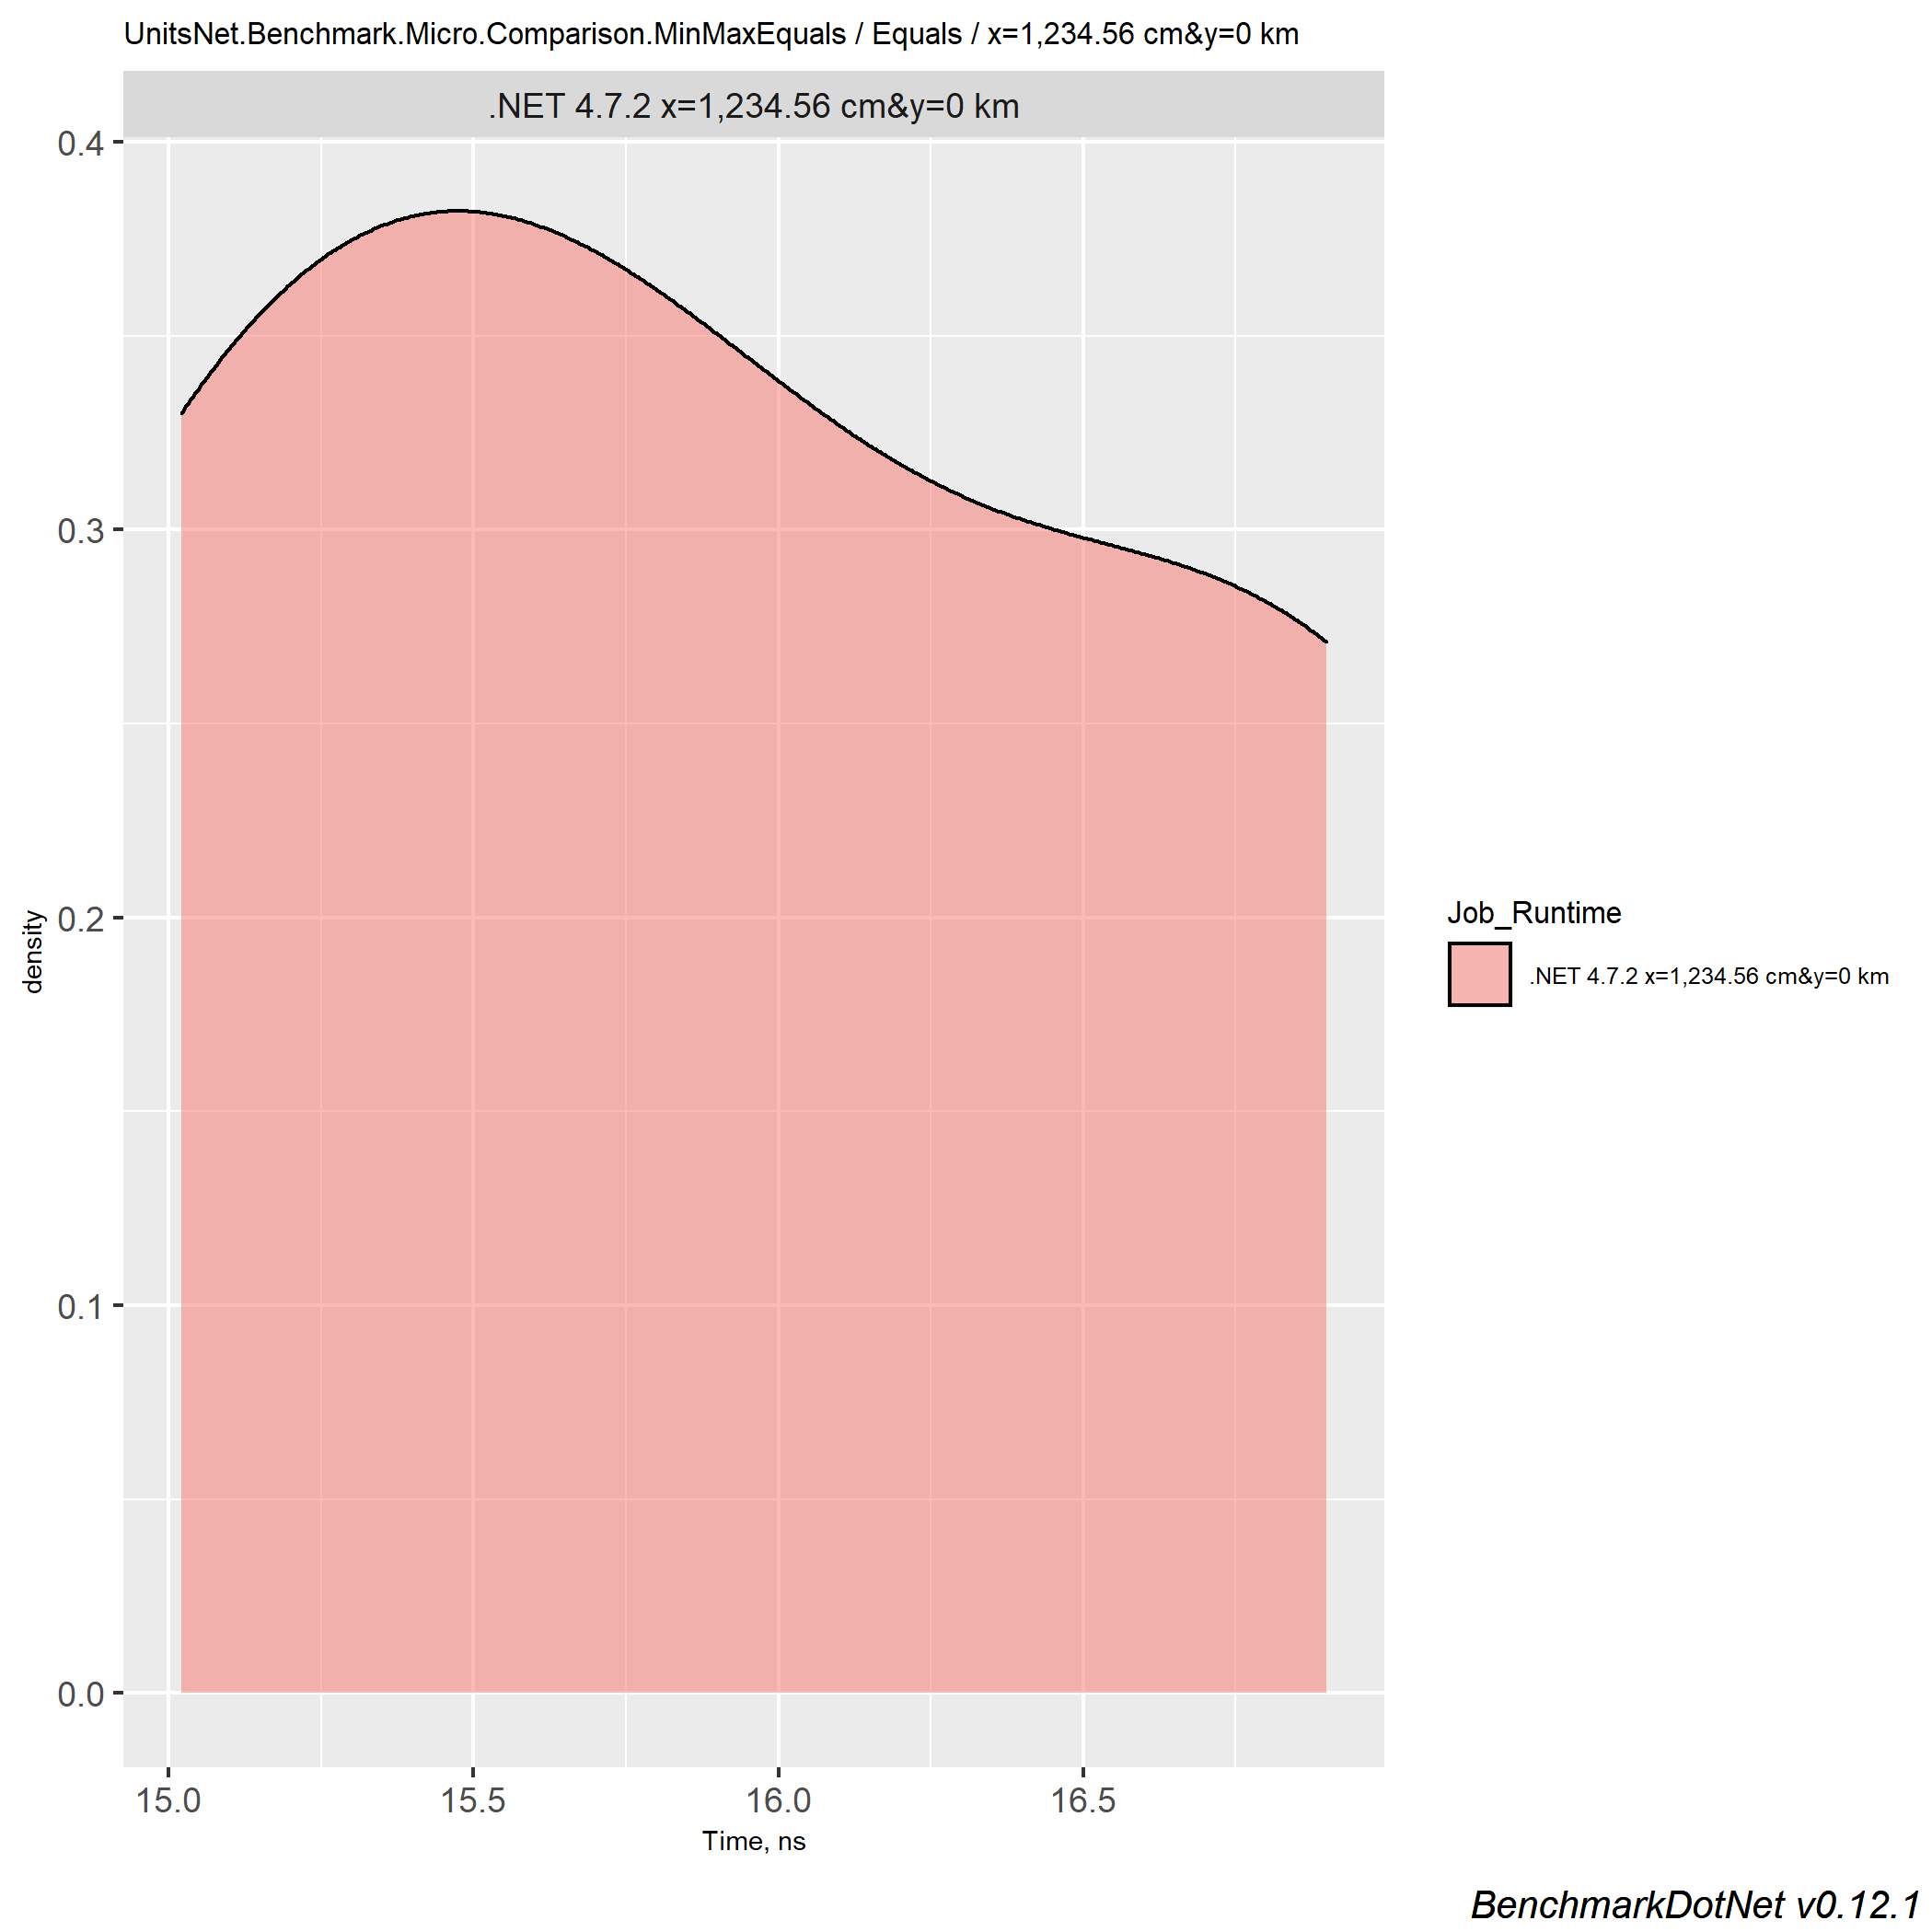 UnitsNet.Benchmark.Micro.Comparison.MinMaxEquals / Equals / x=1,234.56 cm&y=0 km
.NET 4.7.2 x=1,234.56 cm&y=0 km
0.4
0.3
0.2
0.1
0.0
density
15.0
15.5
16.0
16.5
Time, ns
Job_Runtime
.NET 4.7.2 x=1,234.56 cm&y=0 km
BenchmarkDotNet v0.12.1